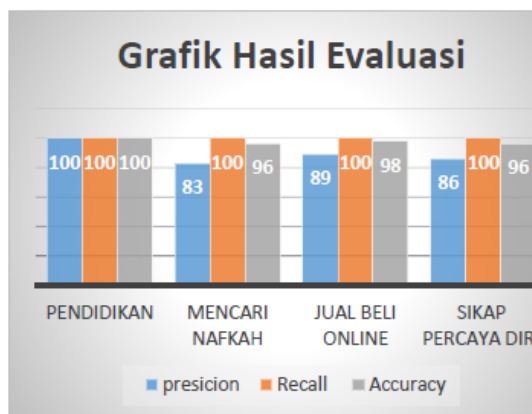 Grafik Hasil Evaluasi
100 100 100 83 100 96 89 100 98 86 100 96
PENDIDIKAN MENCARI NAFKAH JUAL BELI ONLINE SIKAP PERCAYA DIR
presicion Recall Accuracy